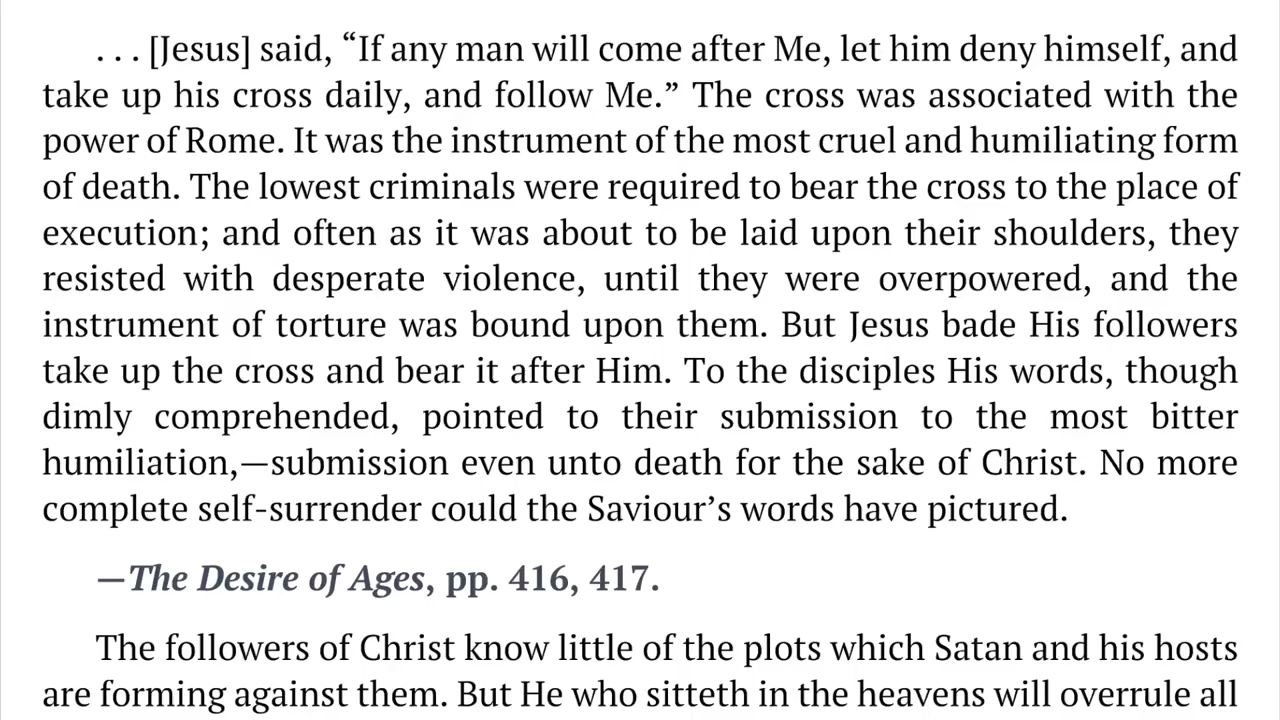 . . . [Jesus] said, “If any man will come after Me, let him deny himself, and
take up his cross daily, and follow Me.” The cross was associated with the
power of Rome. It was the instrument of the most cruel and humiliating form
of death. The lowest criminals were required to bear the cross to the place of
execution; and often as it was about to be laid upon their shoulders, they
resisted with desperate violence, until they were overpowered, and the
instrument of torture was bound upon them. But Jesus bade His followers
take up the cross and bear it after Him. To the disciples His words, though
dimly comprehended, pointed to their submission to the most bitter
humiliation,—submission even unto death for the sake of Christ. No more
complete self-surrender could the Saviour’s words have pictured.
—The Desire of Ages, pp. 416, 417.
The followers of Christ know little of the plots which Satan and his hosts
are forming against them. But He who sitteth in the heavens will overrule all